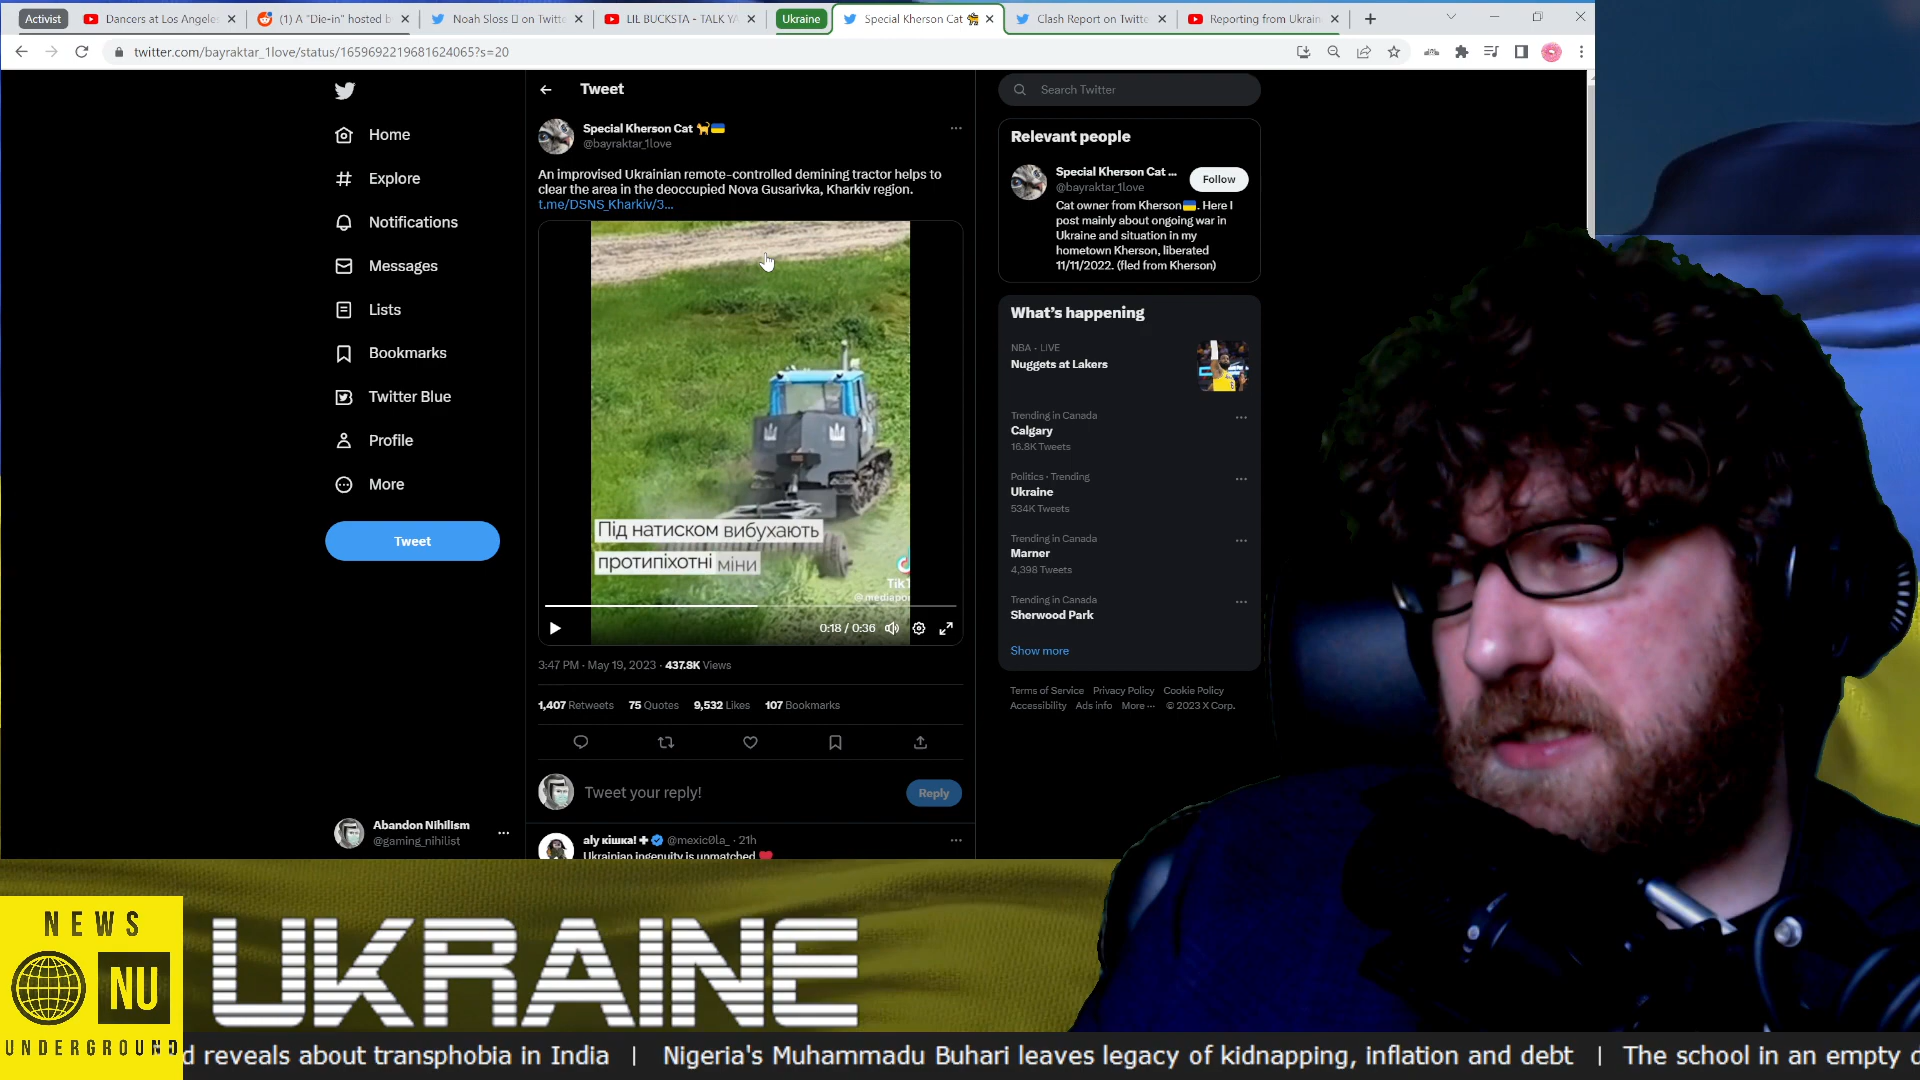 Activist
Dancers at Los Angele
(1) A "Die-in" hosted b
Noah Sloss
on Twitte
LIL BUCKSTA - TALK YA
Ukraine
Special Kherson Cat
Clash Report on Twitte
Reporting from Ukrain
twitter.com/bayraktar_1love/status/1659692219681624065?s=20
Home
Explore
Notifications
Messages
Lists
Bookmarks
Twitter Blue
Profile
More
Tweet
Abandon Nihilism
@gaming_nihilist
Tweet
Special Kherson Cat
@bayraktar_1love
An improvised Ukrainian remote-controlled demining tractor helps to
clear the area in the deoccupied Nova Gusarivka, Kharkiv region.
t.me/DSNS_Kharkiv/3...
Під натиском вибухають
протипіхотні міни
TikT
@mediapor
0:18 / 0:36
3:47 PM · May 19, 2023 · 437.8K Views
1,407 Retweets 75 Quotes 9,532 Likes 107 Bookmarks
Tweet your reply!
Reply
aly кішка!
@mexic0la_ · 21h
Ukrainian ingenuity is unmatched
Search Twitter
Relevant people
Special Kherson Cat ...
@bayraktar_1love
Follow
Cat owner from Kherson
. Here I
post mainly about ongoing war in
Ukraine and situation in my
hometown Kherson, liberated
11/11/2022. (fled from Kherson)
What's happening
NBA · LIVE
Nuggets at Lakers
Trending in Canada
Calgary
16.8K Tweets
Politics · Trending
Ukraine
534K Tweets
Trending in Canada
Marner
4,398 Tweets
Trending in Canada
Sherwood Park
Show more
Terms of Service Privacy Policy Cookie Policy
Accessibility Ads info More ··· © 2023 X Corp.
NEWS
NU
UNDERGROUND
UKRAINE
d reveals about transphobia in India | Nigeria's Muhammadu Buhari leaves legacy of kidnapping, inflation and debt | The school in an empty